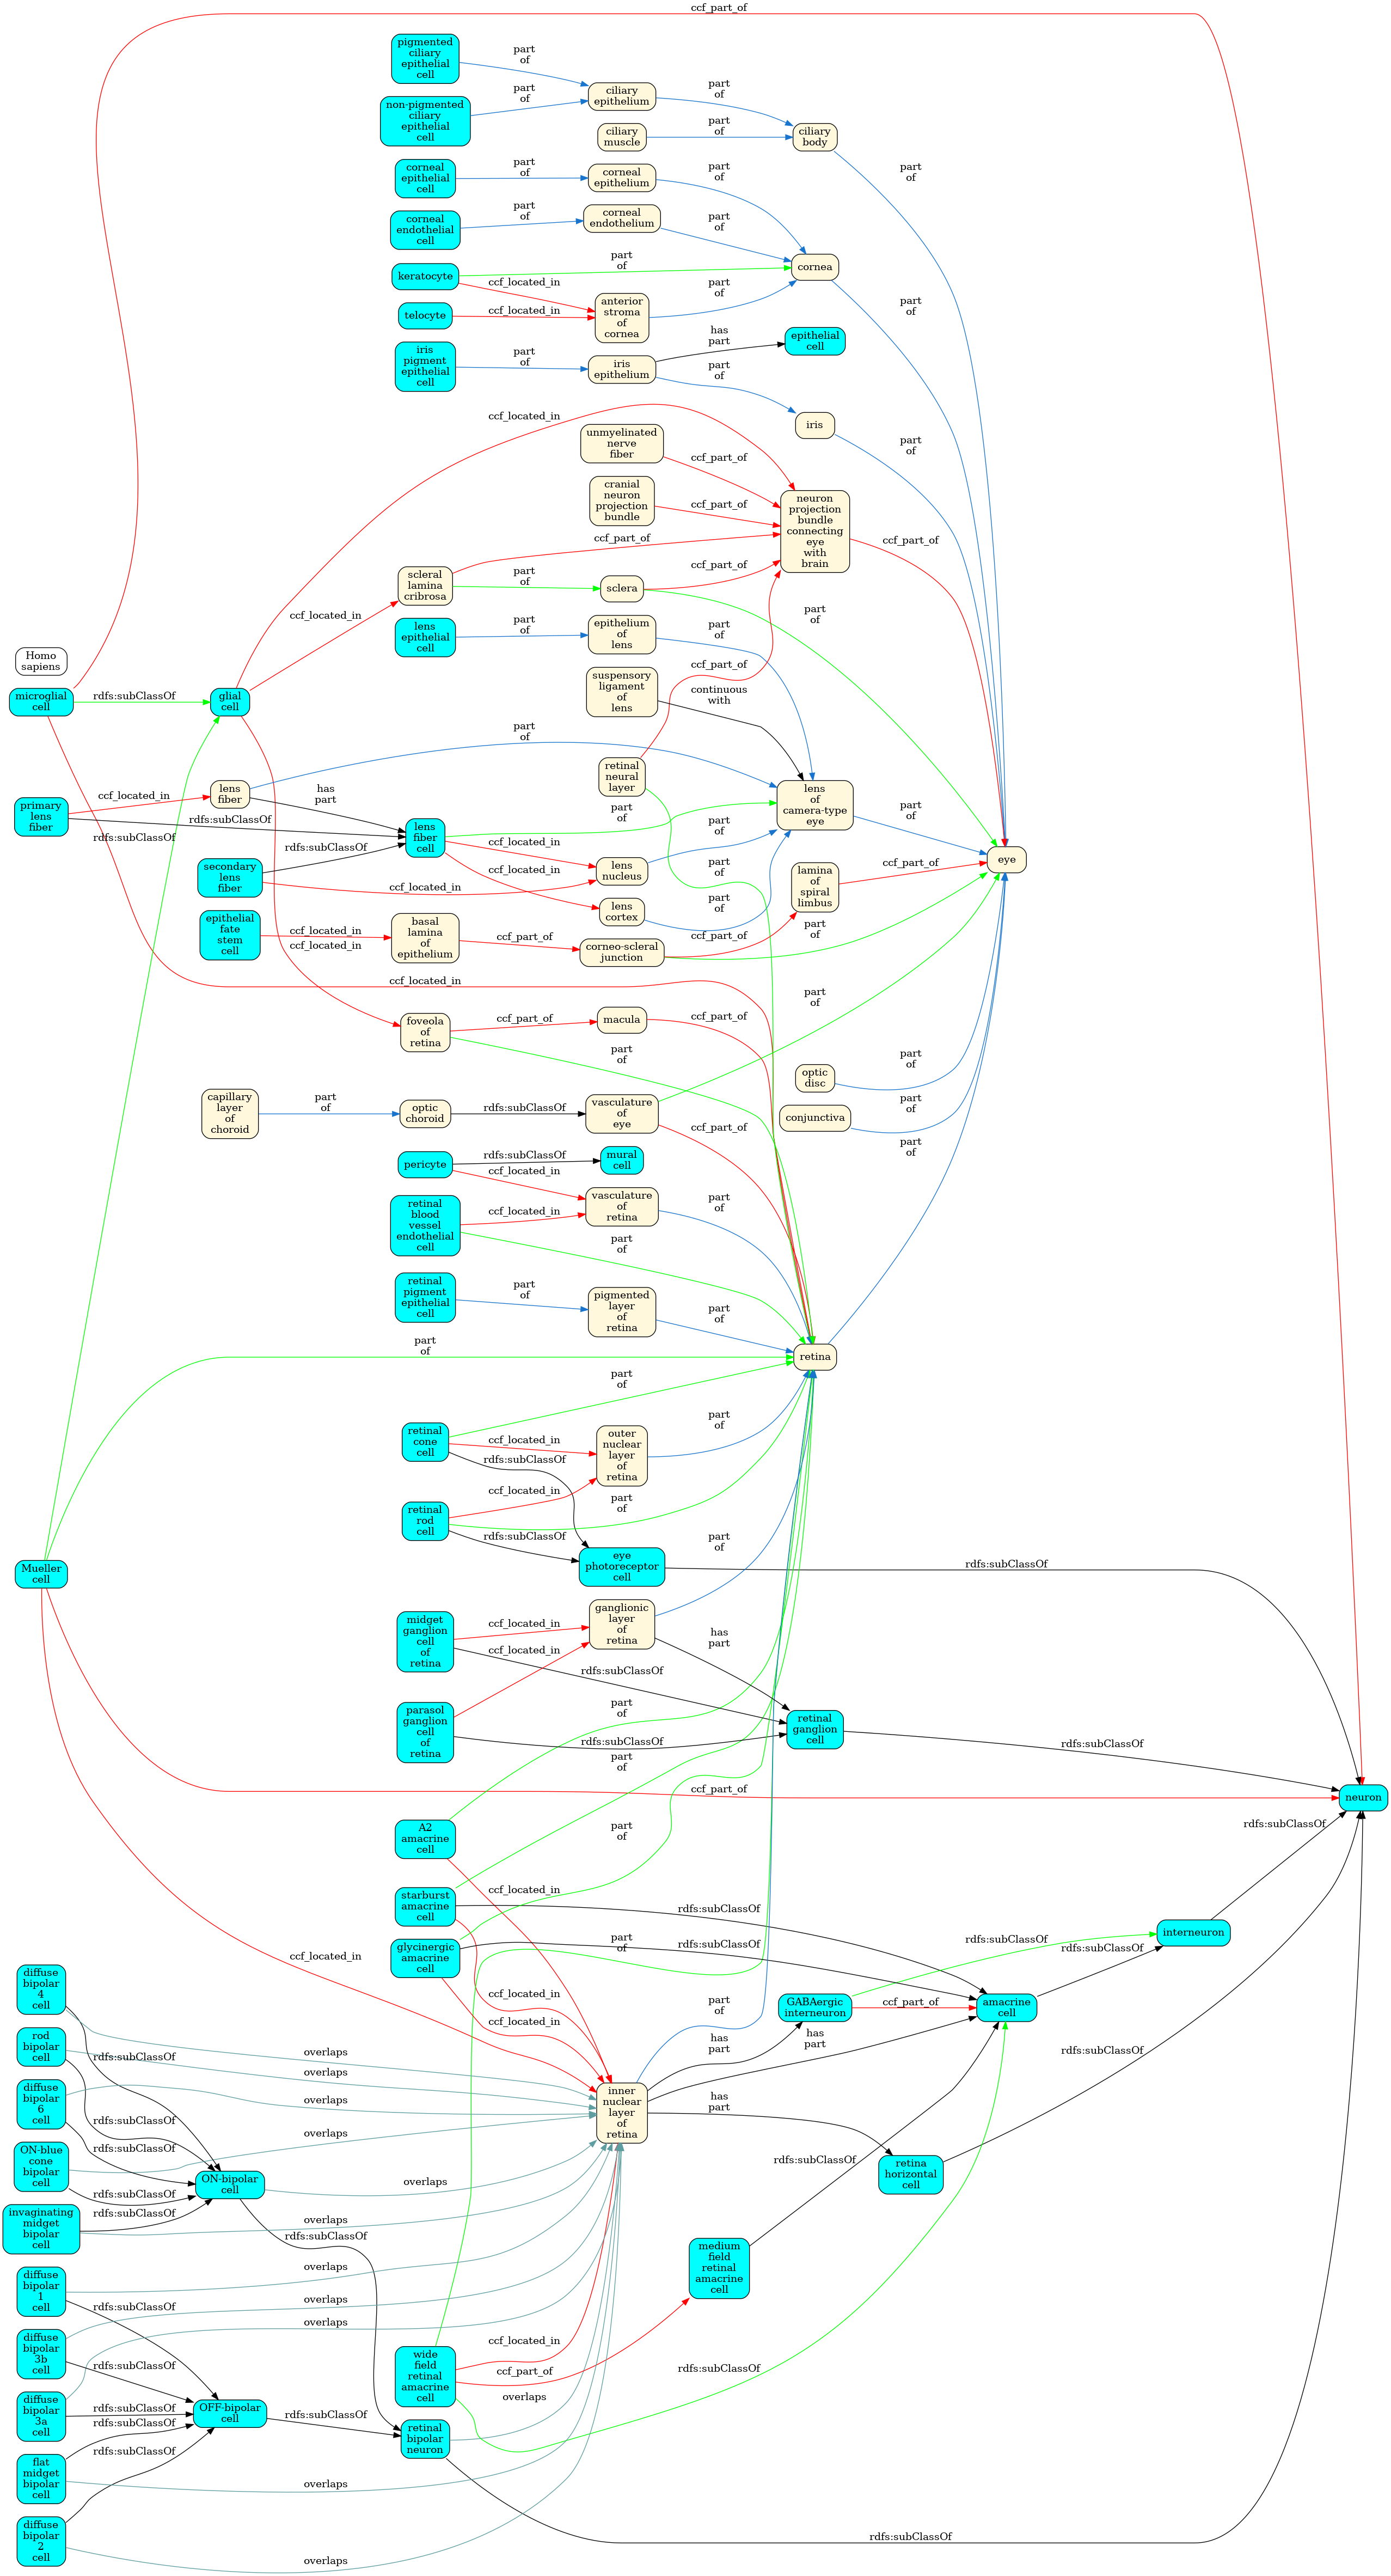 ccf_part_of
pigmented
ciliary
epithelial
cell
part
of
non-pigmented
ciliary
epithelial
cell
part
of
ciliary
epithelium
part
of
ciliary
muscle
part
of
ciliary
body
part
of
corneal
epithelial
cell
part
of
corneal
epithelium
part
of
corneal
endothelial
cell
part
of
corneal
endothelium
part
of
keratocyte
part
of
ccf_located_in
cornea
part
of
telocyte
ccf_located_in
anterior
stroma
of
cornea
part
of
iris
pigment
epithelial
cell
part
of
iris
epithelium
has
part
epithelial
cell
part
of
iris
part
of
ccf_located_in
unmyelinated
nerve
fiber
ccf_part_of
cranial
neuron
projection
bundle
ccf_part_of
neuron
projection
bundle
connecting
eye
with
brain
ccf_part_of
scleral
lamina
cribrosa
ccf_part_of
part
of
sclera
ccf_part_of
part
of
ccf_located_in
lens
epithelial
cell
part
of
epithelium
of
lens
part
of
Homo
sapiens
microglial
cell
rdfs:subClassOf
glial
cell
suspensory
ligament
of
lens
continuous
with
ccf_part_of
retinal
neural
layer
part
of
primary
lens
fiber
ccf_located_in
rdfs:subClassOf
rdfs:subClassOf
lens
fiber
part
of
has
part
lens
fiber
cell
part
of
ccf_located_in
ccf_located_in
lens
of
camera-type
eye
part
of
eye
secondary
lens
fiber
rdfs:subClassOf
ccf_located_in
lens
nucleus
part
of
lens
cortex
part
of
lamina
of
spiral
limbus
ccf_part_of
epithelial
fate
stem
cell
ccf_located_in
ccf_located_in
basal
lamina
of
epithelium
ccf_part_of
corneo-scleral
junction
ccf_part_of
part
of
ccf_located_in
foveola
of
retina
ccf_part_of
part
of
macula
ccf_part_of
optic
disc
part
of
conjunctiva
part
of
capillary
layer
of
choroid
part
of
optic
choroid
rdfs:subClassOf
vasculature
of
eye
part
of
ccf_part_of
pericyte
rdfs:subClassOf
ccf_located_in
mural
cell
retinal
blood
vessel
endothelial
cell
ccf_located_in
part
of
vasculature
of
retina
part
of
retinal
pigment
epithelial
cell
part
of
pigmented
layer
of
retina
part
of
retina
part
of
part
of
retinal
cone
cell
part
of
ccf_located_in
rdfs:subClassOf
outer
nuclear
layer
of
retina
part
of
retinal
rod
cell
ccf_located_in
part
of
rdfs:subClassOf
eye
photoreceptor
cell
rdfs:subClassOf
Mueller
cell
midget
ganglion
cell
of
retina
ccf_located_in
ccf_located_in
rdfs:subClassOf
ganglionic
layer
of
retina
part
of
has
part
parasol
ganglion
cell
of
retina
rdfs:subClassOf
retinal
ganglion
cell
rdfs:subClassOf
ccf_part_of
neuron
A2
amacrine
cell
part
of
ccf_located_in
starburst
amacrine
cell
part
of
rdfs:subClassOf
ccf_located_in
glycinergic
amacrine
cell
part
of
rdfs:subClassOf
ccf_located_in
ccf_located_in
part
of
interneuron
rdfs:subClassOf
GABAergic
interneuron
rdfs:subClassOf
ccf_part_of
amacrine
cell
rdfs:subClassOf
diffuse
bipolar
4
cell
rdfs:subClassOf
overlaps
rod
bipolar
cell
overlaps
rdfs:subClassOf
diffuse
bipolar
6
cell
overlaps
rdfs:subClassOf
ON-blue
cone
bipolar
cell
overlaps
rdfs:subClassOf
invaginating
midget
bipolar
cell
rdfs:subClassOf
overlaps
ON-bipolar
cell
overlaps
rdfs:subClassOf
inner
nuclear
layer
of
retina
part
of
has
part
has
part
has
part
retina
horizontal
cell
rdfs:subClassOf
medium
field
retinal
amacrine
cell
rdfs:subClassOf
diffuse
bipolar
1
cell
overlaps
rdfs:subClassOf
diffuse
bipolar
3b
cell
overlaps
rdfs:subClassOf
diffuse
bipolar
3a
cell
overlaps
rdfs:subClassOf
OFF-bipolar
cell
rdfs:subClassOf
wide
field
retinal
amacrine
cell
ccf_located_in
ccf_part_of
rdfs:subClassOf
retinal
bipolar
neuron
overlaps
rdfs:subClassOf
flat
midget
bipolar
cell
rdfs:subClassOf
overlaps
diffuse
bipolar
2
cell
rdfs:subClassOf
overlaps